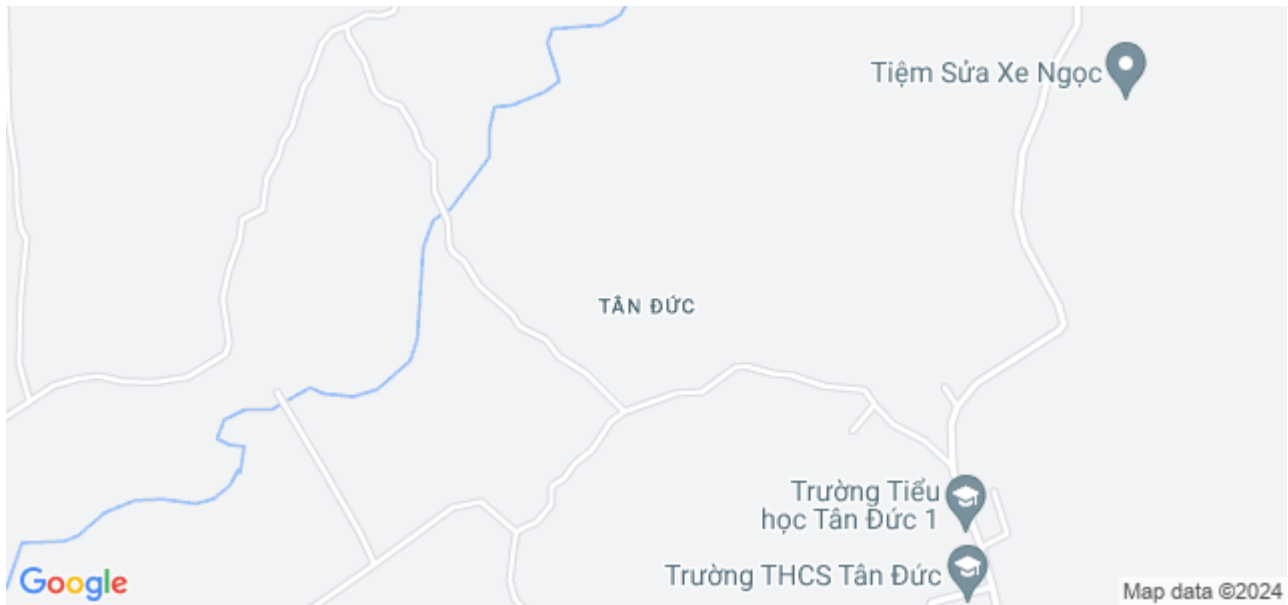 Tiệm Sửa Xe Ngọc
TÂN ĐỨC
Trường Tiểu
học Tân Đức 1
Trường THCS Tân Đức
Google
Map data ©2024